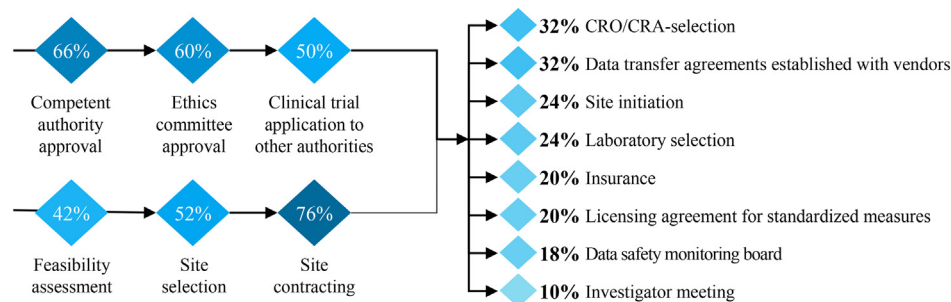 66%
60%
50%
Competent
authority
approval
Ethics
committee
approval
Clinical trial
application to
other authorities
42%
52%
76%
Feasibility
assessment
Site
selection
Site
contracting
32% CRO/CRA-selection
32% Data transfer agreements established with vendors
24% Site initiation
24% Laboratory selection
20% Insurance
20% Licensing agreement for standardized measures
18% Data safety monitoring board
10% Investigator meeting